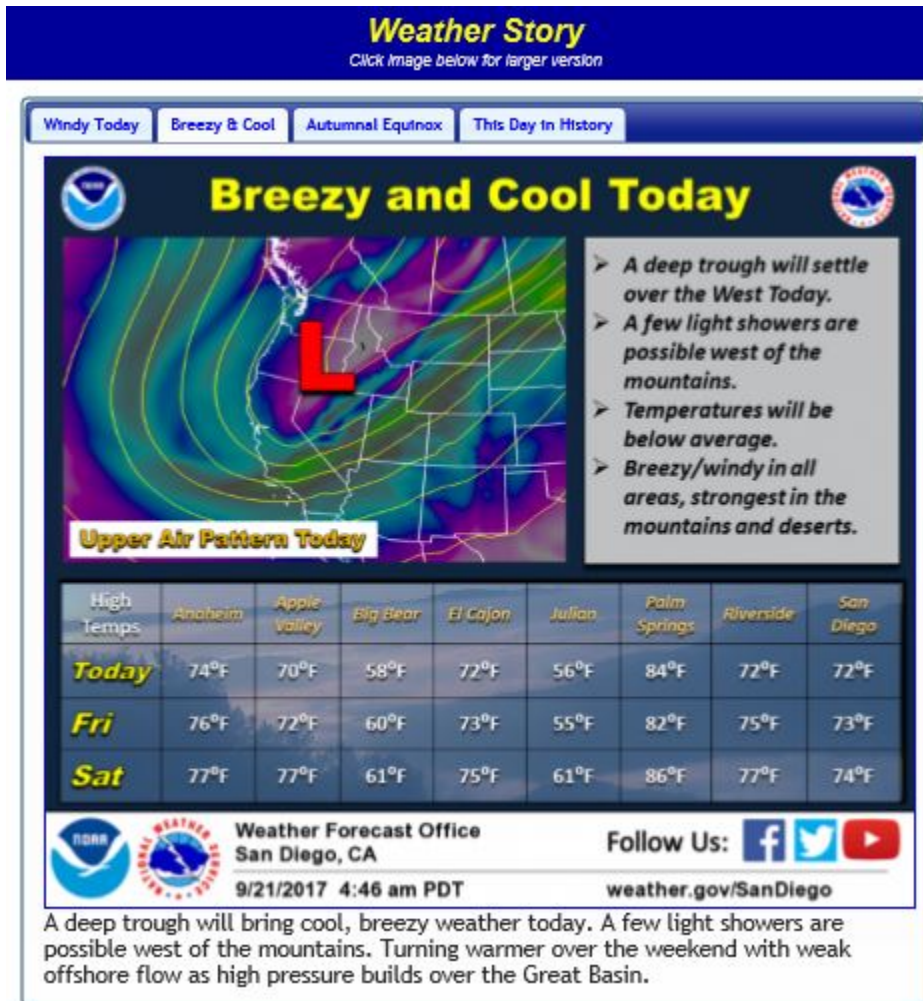 Weather Story
Click image below for larger version
Windy Today Breezy & Cool Autumnal Equinox This Day in History
NOAA
Breezy and Cool Today
➤ A deep trough will settle
over the West Today.
➤ A few light showers are
possible west of the
mountains.
➤ Temperatures will be
below average.
➤ Breezy/windy in all
areas, strongest in the
mountains and deserts.
L
Upper Air Pattern Today
High Temps Anaheim Apple Valley Big Bear El Cajon Julian Palm Springs Riverside San Diego
Today 74°F 70°F 58°F 72°F 56°F 84°F 72°F 72°F
Fri 76°F 72°F 60°F 73°F 55°F 82°F 75°F 73°F
Sat 77°F 77°F 61°F 75°F 61°F 86°F 77°F 74°F
NOAA
NATIONAL WEATHER SERVICE
Weather Forecast Office
San Diego, CA
Follow Us:
9/21/2017 4:46 am PDT
weather.gov/SanDiego
A deep trough will bring cool, breezy weather today. A few light showers are
possible west of the mountains. Turning warmer over the weekend with weak
offshore flow as high pressure builds over the Great Basin.